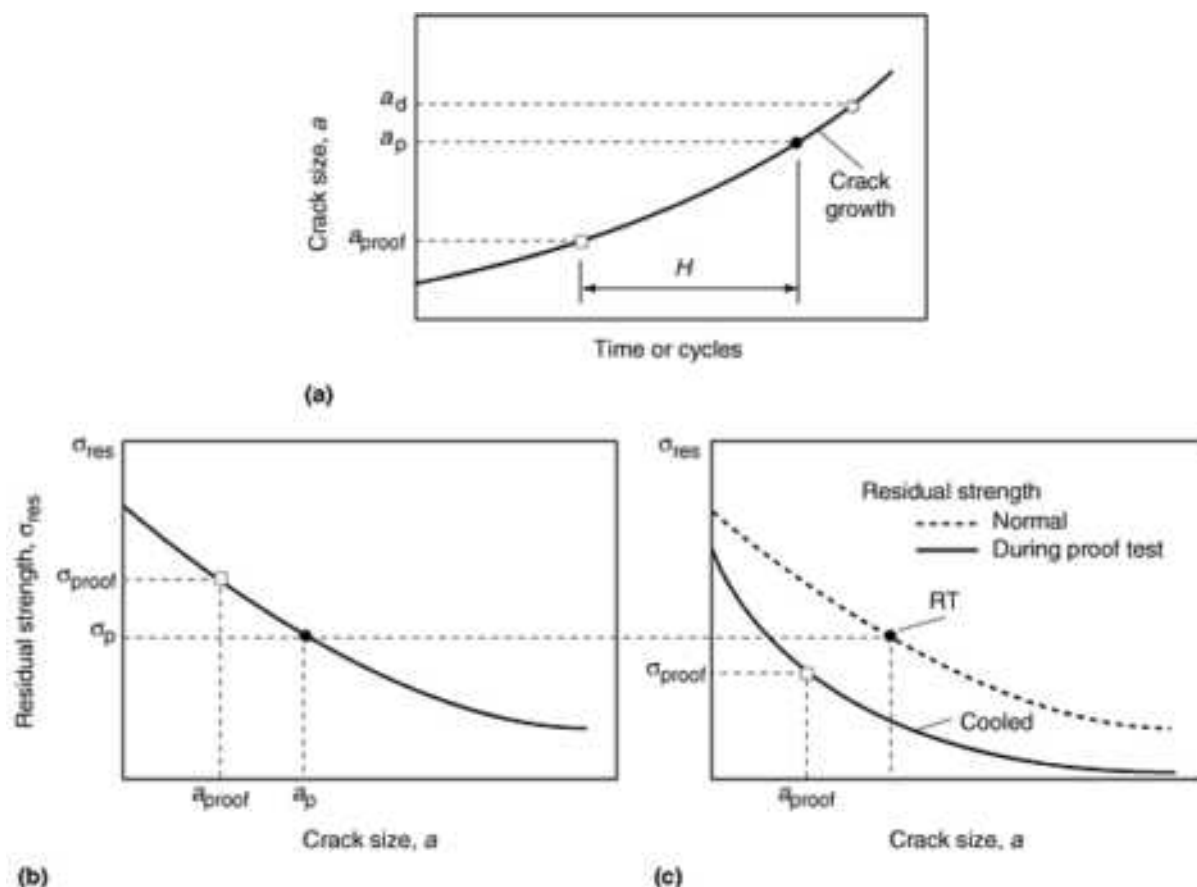 a_d
a_p
a_proof
Crack size, a
Crack
growth
H
Time or cycles
(a)
σ_res
σ_proof
σ_p
Residual strength, σ_res
a_proof a_p
Crack size, a
(b)
σ_res
Residual strength
Normal
During proof test
RT
σ_proof
Cooled
a_proof
Crack size, a
(c)